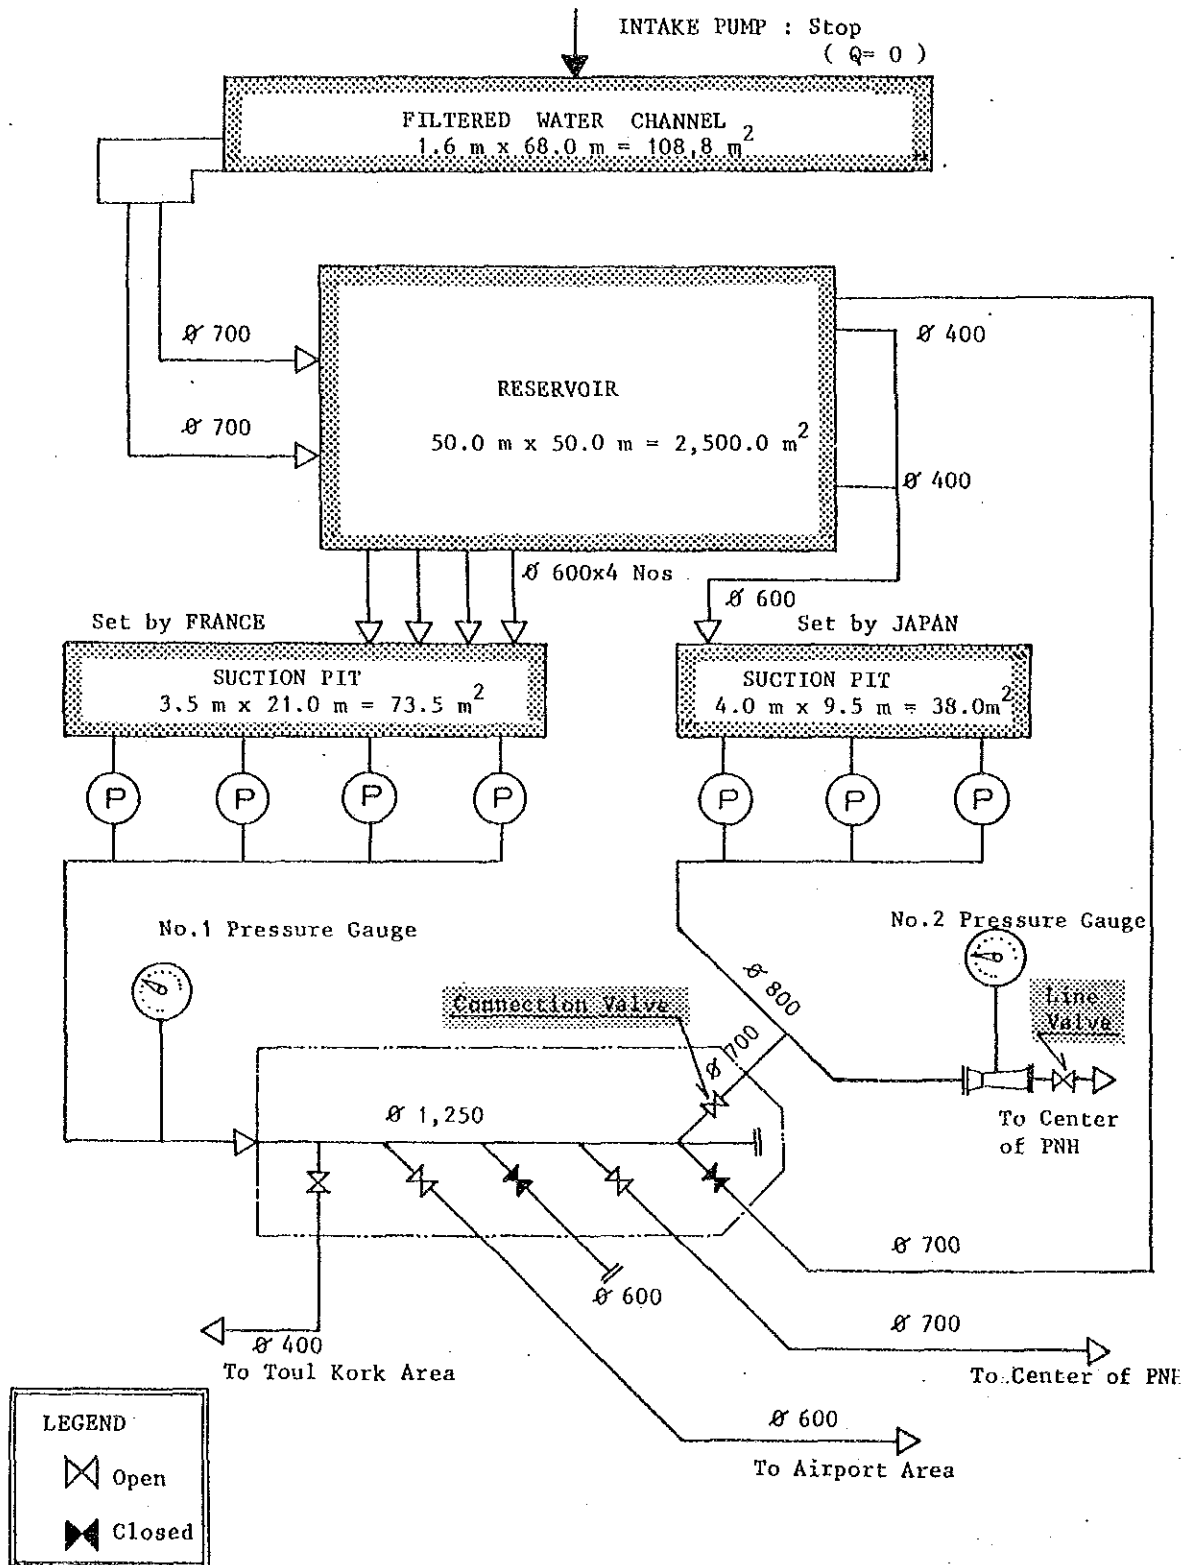 INTAKE PUMP : Stop
( Q= 0 )
FILTERED WATER CHANNEL
1.6 m x 68.0 m = 108,8 m²
Ø 700
Ø 700
RESERVOIR
50.0 m x 50.0 m = 2,500.0 m²
Ø 400
Ø 400
Ø 600x4 Nos
Ø 600
Set by FRANCE
Set by JAPAN
SUCTION PIT
3.5 m x 21.0 m = 73.5 m²
SUCTION PIT
4.0 m x 9.5 m = 38.0m²
P P P P
P P P
No.1 Pressure Gauge
No.2 Pressure Gauge
Connection Valve
Ø 800
Line
Valve
Ø 700
Ø 1,250
To Center
of PNH
Ø 700
Ø 600
Ø 700
Ø 400
To Toul Kork Area
To Center of PNH
Ø 600
To Airport Area
LEGEND
Open
Closed